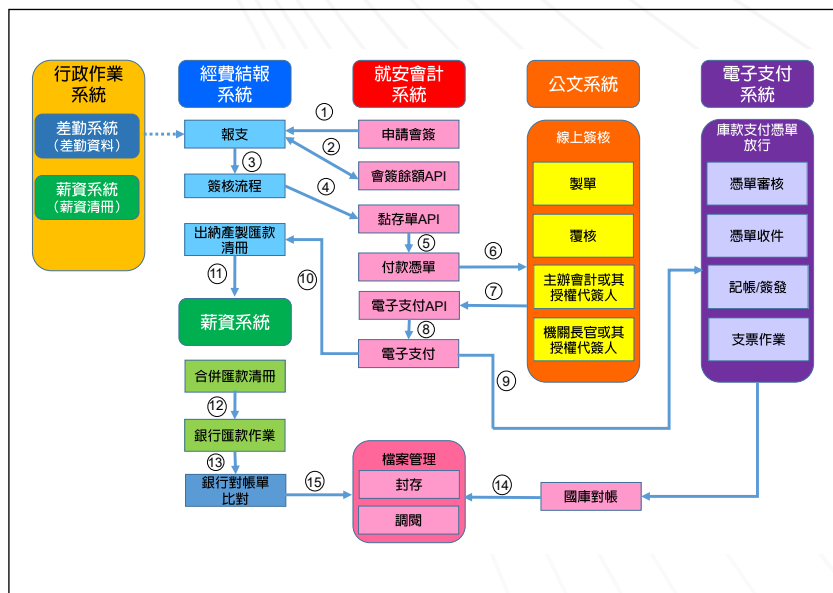 行政作業
系統
差勤系統
（差勤資料）
薪資系統
（薪資清冊）
經費結報
系統
報支
③
簽核流程
出納產製匯款
清冊
⑪
薪資系統
合併匯款清冊
⑫
銀行匯款作業
⑬
銀行對帳單
比對
①
②
④
⑩
⑮
就安會計
系統
申請會簽
會簽餘額API
黏存單API
⑤
付款憑單
電子支付API
⑧
電子支付
檔案管理
封存
調閱
⑥
⑦
⑨
⑭
公文系統
線上簽核
製單
覆核
主辦會計或其
授權代簽人
機關長官或其
授權代簽人
國庫對帳
電子支付
系統
庫款支付憑單
放行
憑單審核
憑單收件
記帳/簽發
支票作業